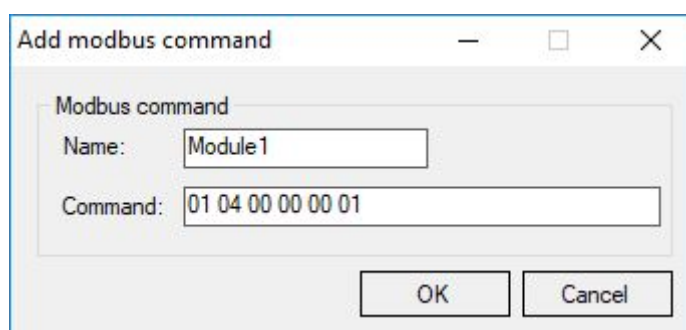 Add modbus command
Modbus command
Name: Module1
Command: 01 04 00 00 00 01
OK Cancel